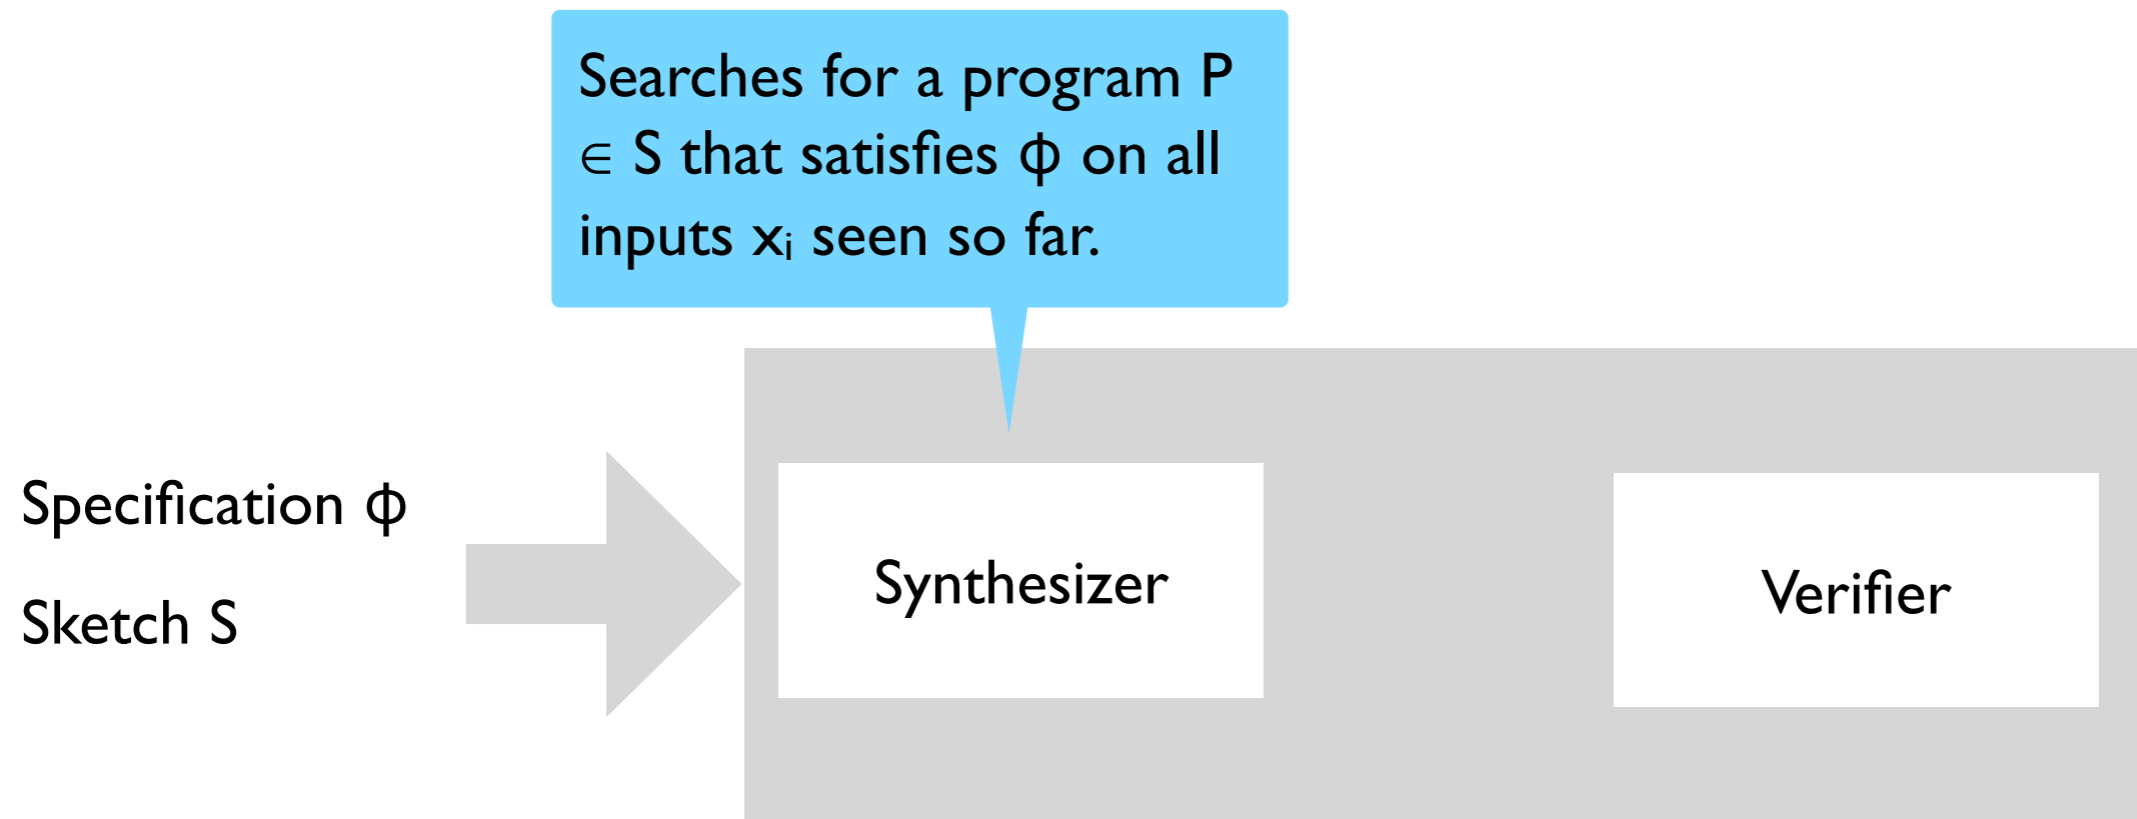 Searches for a program P
∈ S that satisfies ϕ on all
inputs xᵢ seen so far.
Specification ϕ
Sketch S
Synthesizer
Verifier